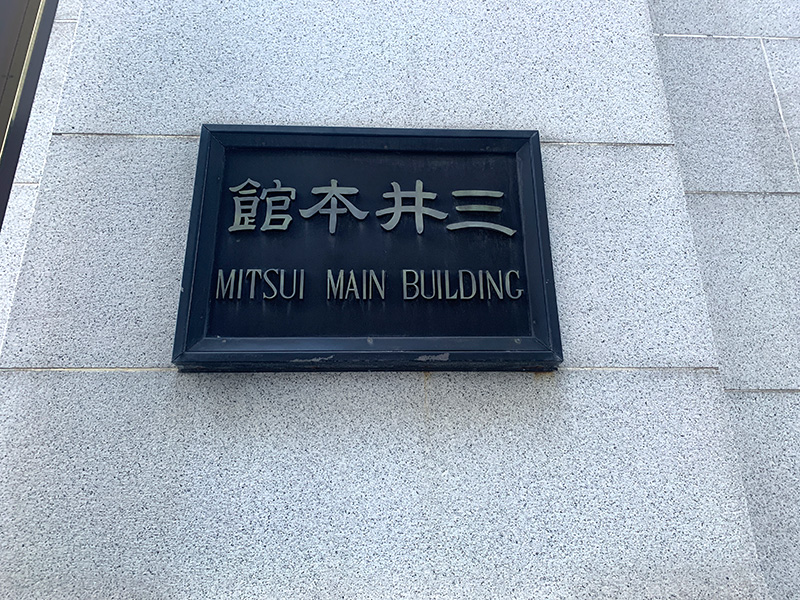 三井本館
MITSUI MAIN BUILDING